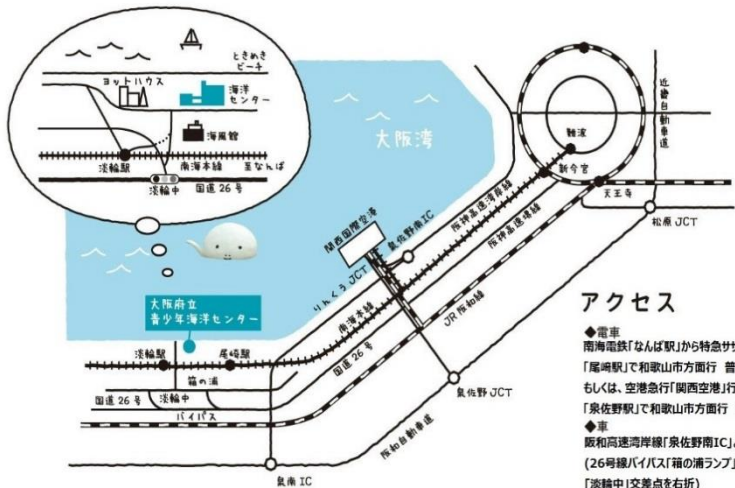 ときめき
ビーチ
ヨットハウス
海洋
センター
海風館
淡輪駅
南海本線
至なんば
淡輪中
国道26号
大阪湾
難波
新今宮
天王寺
近畿自動車道
松原JCT
阪神高速湾岸線
阪神高速堺線
泉佐野南IC
関西国際空港
りんくうJCT
南海本線
JR阪和線
国道26号
大阪府立
青少年海洋センター
淡輪駅
尾崎駅
箱の浦
国道26号
淡輪中
バイパス
泉南IC
阪和自動車道
泉佐野JCT
アクセス
◆電車
南海電鉄「なんば駅」から特急サ
「尾崎駅」で和歌山市方面行 普
もしくは、空港急行「関西空港」行
「泉佐野駅」で和歌山市方面行
◆車
阪和高速湾岸線「泉佐野南IC」
(26号線バイパス「箱の浦ランプ」
「淡輪中」交差点を右折)